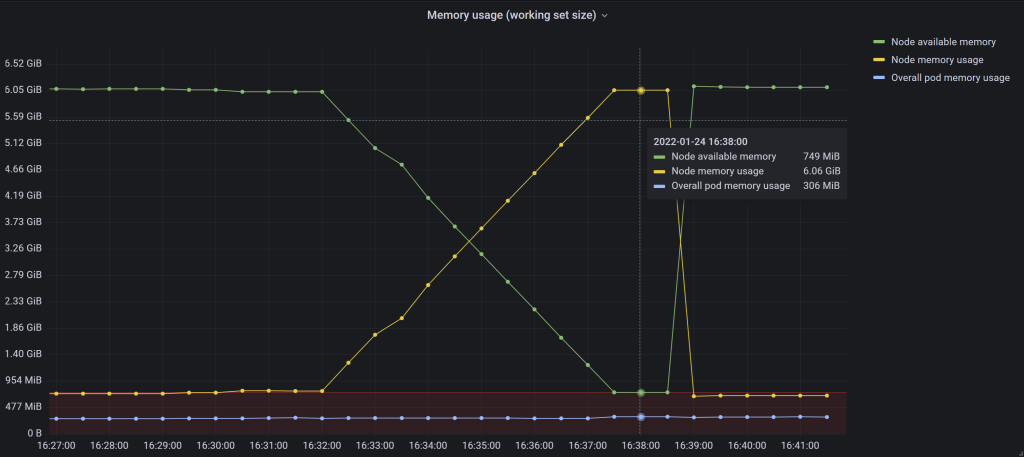 Memory usage (working set size)
Node available memory
Node memory usage
Overall pod memory usage
6.52 GiB
6.05 GiB
5.59 GiB
5.12 GiB
4.66 GiB
4.19 GiB
3.73 GiB
3.26 GiB
2.79 GiB
2.33 GiB
1.86 GiB
1.40 GiB
954 MiB
477 MiB
0 B
2022-01-24 16:38:00
Node available memory 749 MiB
Node memory usage 6.06 GiB
Overall pod memory usage 306 MiB
16:27:00 16:28:00 16:29:00 16:30:00 16:31:00 16:32:00 16:33:00 16:34:00 16:35:00 16:36:00 16:37:00 16:38:00 16:39:00 16:40:00 16:41:00